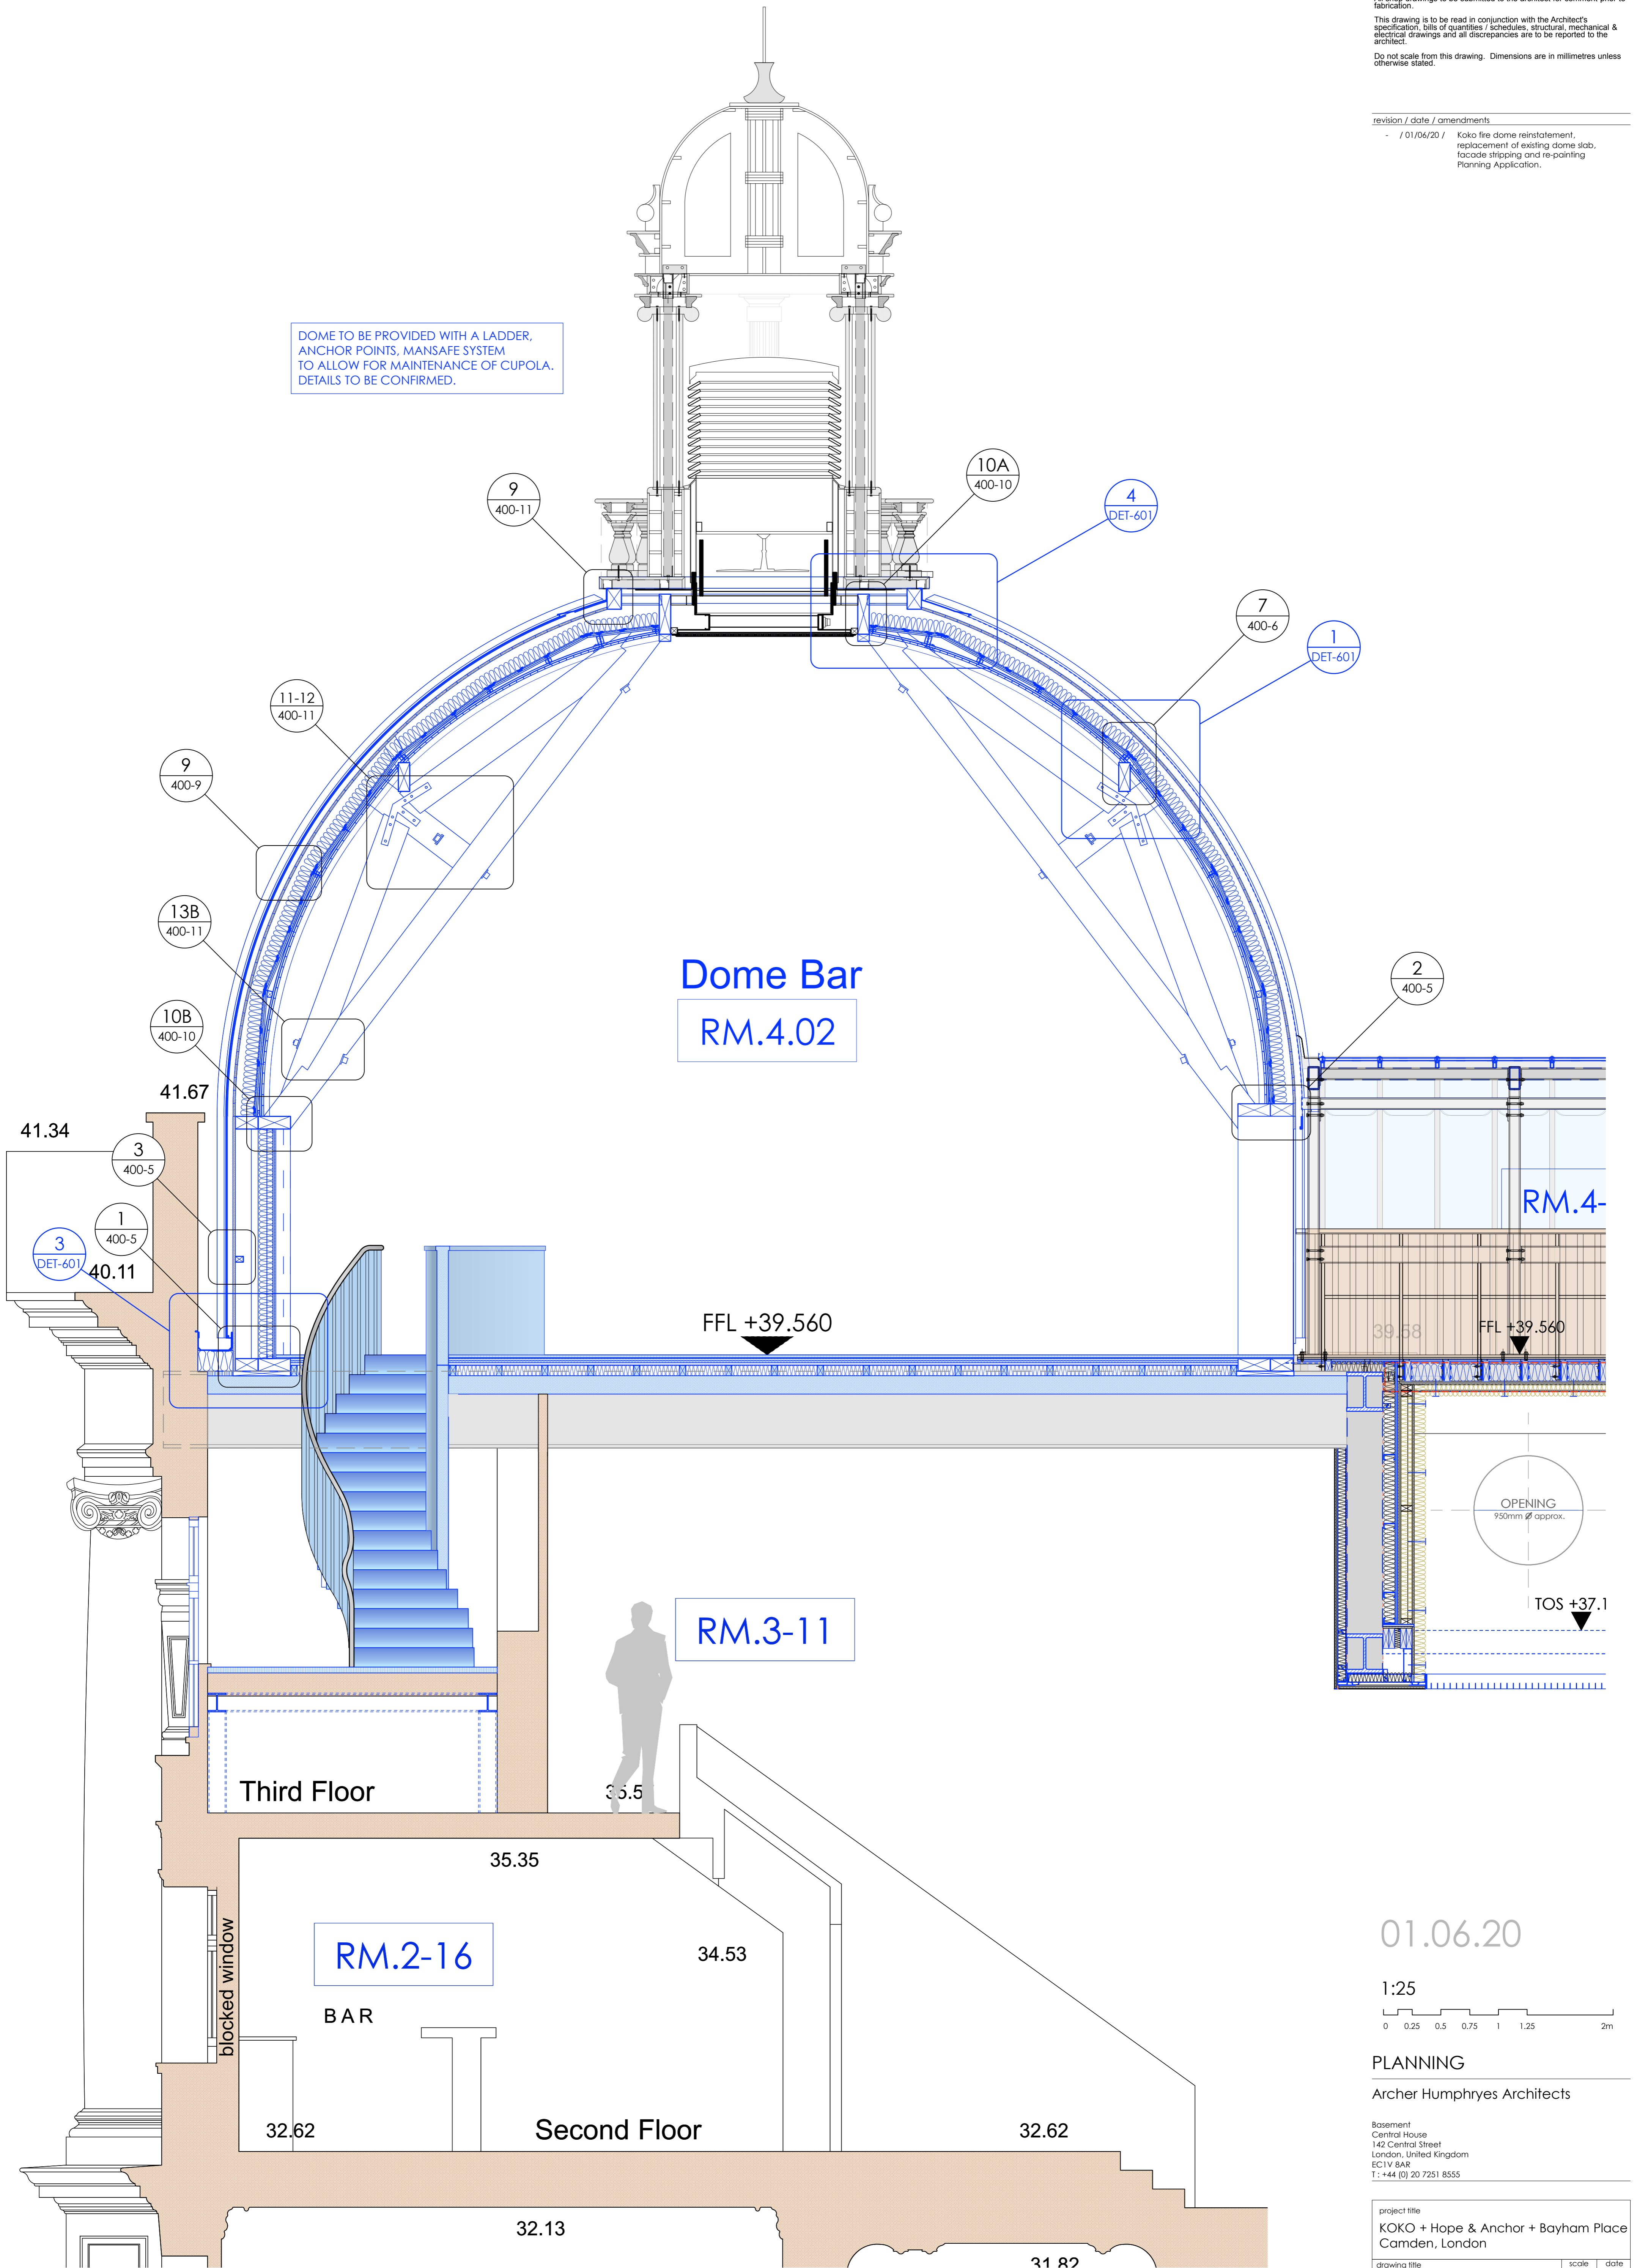 fabrication.
This drawing is to be read in conjunction with the Architect's
specification, bills of quantities / schedules, structural, mechanical &
electrical drawings and all discrepancies are to be reported to the
architect.
Do not scale from this drawing. Dimensions are in millimetres unless
otherwise stated.
revision / date / amendments
- / 01/06/20 / Koko fire dome reinstatement,
replacement of existing dome slab,
facade stripping and re-painting
Planning Application.
DOME TO BE PROVIDED WITH A LADDER,
ANCHOR POINTS, MANSAFE SYSTEM
TO ALLOW FOR MAINTENANCE OF CUPOLA.
DETAILS TO BE CONFIRMED.
10A
400-10
9
400-11
4
DET-601
7
400-6
1
DET-601
11-12
400-11
9
400-9
13B
400-11
Dome Bar
RM.4.02
2
400-5
10B
400-10
41.67
41.34
3
400-5
RM.4-
1
400-5
3
DET-601
40.11
FFL +39.560
39.58
FFL +39.560
OPENING
950mm Ø approx.
TOS +37.1
RM.3-11
Third Floor
35.5
35.35
RM.2-16
34.53
blocked window
BAR
32.62
Second Floor
32.62
32.13
31.82
01.06.20
1:25
0 0.25 0.5 0.75 1 1.25 2m
PLANNING
Archer Humphryes Architects
Basement
Central House
142 Central Street
London, United Kingdom
EC1V 8AR
T : +44 (0) 20 7251 8555
project title
KOKO + Hope & Anchor + Bayham Place
Camden, London
drawing title scale date